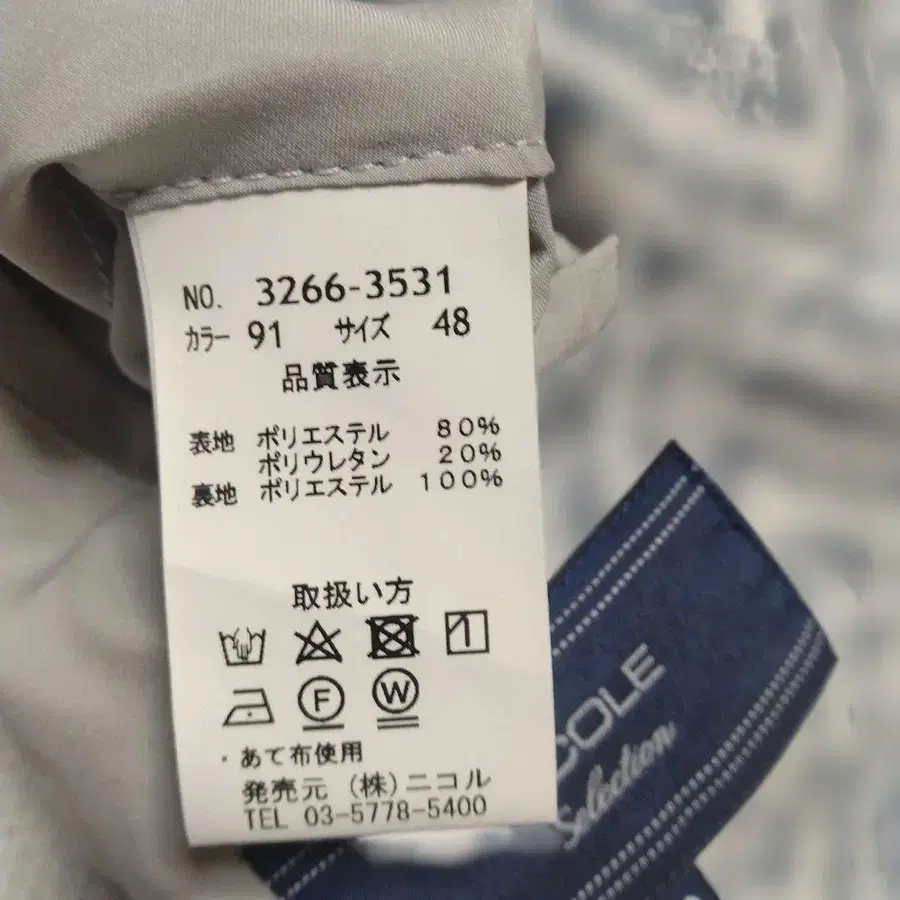 NO. 3266-3531
カラー 91 サイズ 48
品質表示
表地 ポリエステル 80%
ポリウレタン 20%
裏地 ポリエステル 100%
取扱い方
F W
・あて布使用
発売元 (株)ニコル
TEL 03-5778-5400
COLE
Selection